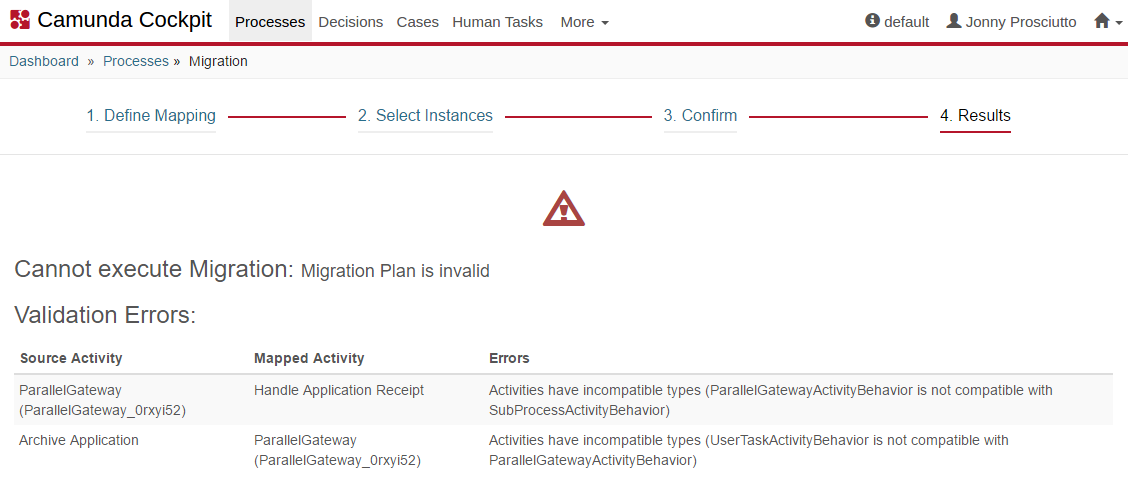 Camunda Cockpit Processes Decisions Cases Human Tasks More default Jonny Prosciutto
Dashboard » Processes » Migration
1. Define Mapping 2. Select Instances 3. Confirm 4. Results
Cannot execute Migration: Migration Plan is invalid
Validation Errors:
Source Activity Mapped Activity Errors
ParallelGateway Handle Application Receipt Activities have incompatible types (ParallelGatewayActivityBehavior is not compatible with
(ParallelGateway_0rxyi52) SubProcessActivityBehavior)
Archive Application ParallelGateway Activities have incompatible types (UserTaskActivityBehavior is not compatible with
(ParallelGateway_0rxyi52) ParallelGatewayActivityBehavior)